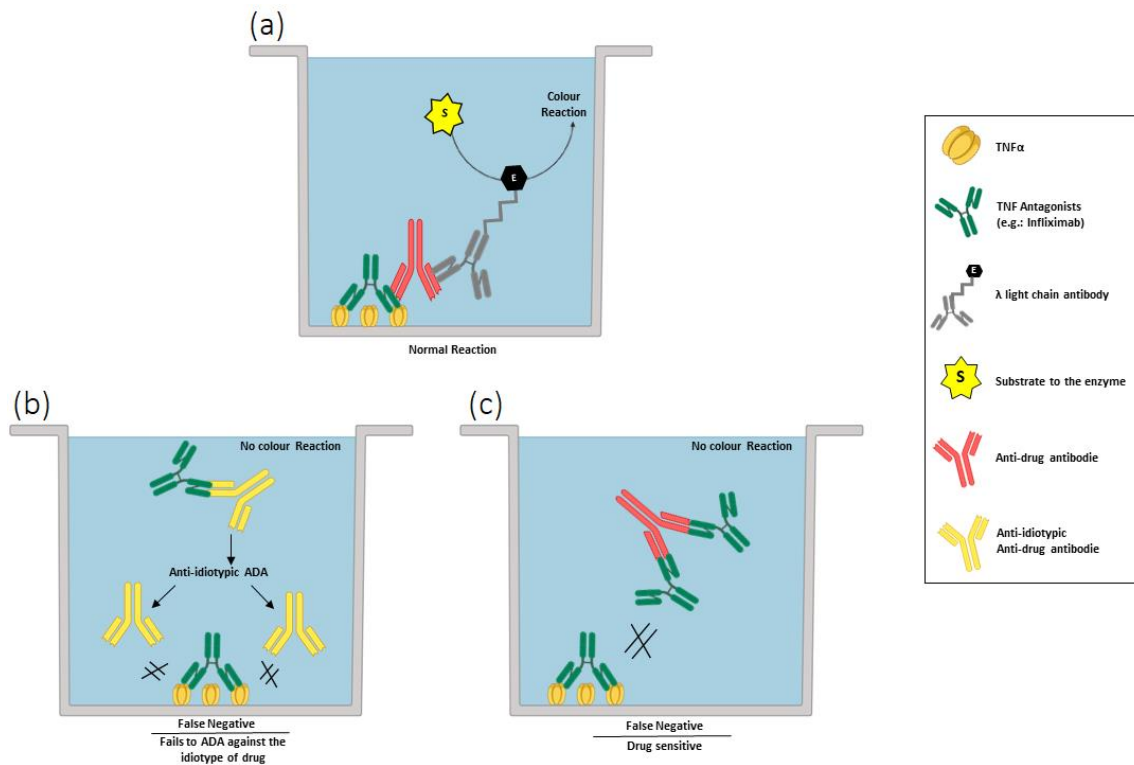 (a)
S
Colour
Reaction
E
Normal Reaction
(b)
No colour Reaction
Anti-idiotypic ADA
False Negative
Fails to ADA against the
idiotype of drug
(c)
No colour Reaction
False Negative
Drug sensitive
TNFα
TNF Antagonists
(e.g.: Infliximab)
E
λ light chain antibody
S
Substrate to the enzyme
Anti-drug antibodie
Anti-idiotypic
Anti-drug antibodie